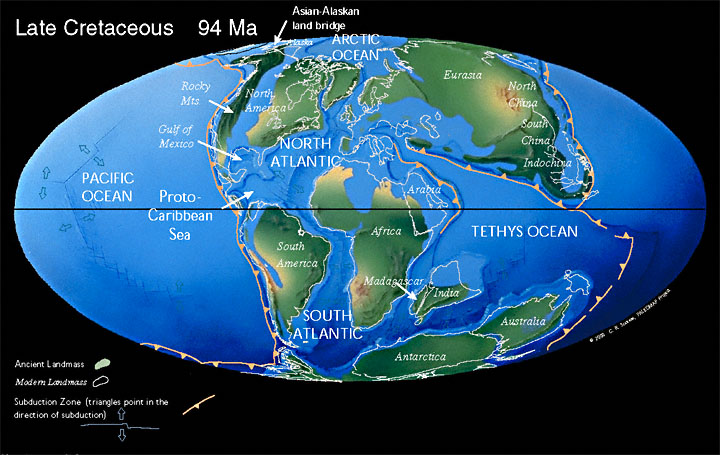 Late Cretaceous 94 Ma
Asian-Alaskan
land bridge
Alaska
ARCTIC
OCEAN
Eurasia
Rocky
Mts.
North
America
North
China
South
China
Indochina
Gulf of
Mexico
NORTH
ATLANTIC
PACIFIC
OCEAN
Proto-
Caribbean
Sea
Arabia
Africa
TETHYS OCEAN
South
America
Madagascar
India
SOUTH
ATLANTIC
Australia
Antarctica
Ancient Landmass
Modern Landmass
Subduction Zone (triangles point in the
direction of subduction)